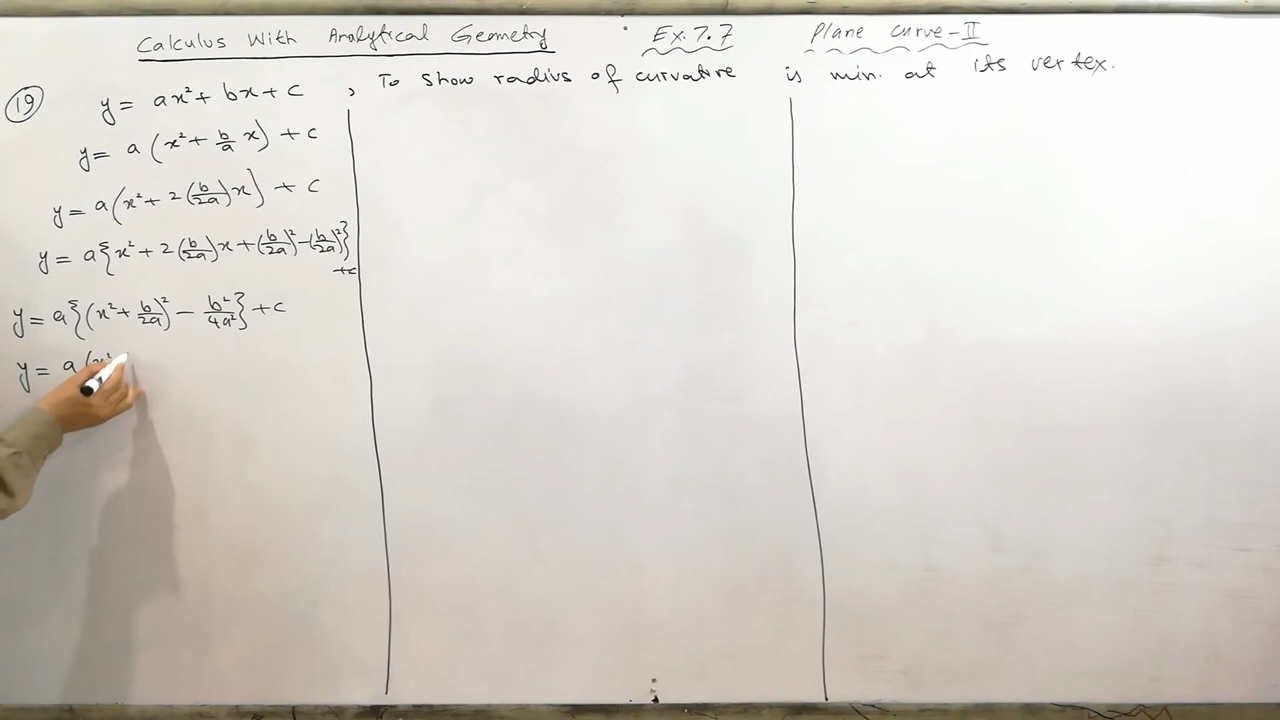 Calculus With Analytical Geometry Ex.7.7 Plane curve-II
(19) y = ax² + bx + c , To show radius of curvature is min. at its vertex.
y = a(x² + b/a x) + c
y = a(x² + 2(b/2a)x) + c
y = a{x² + 2(b/2a)x + (b/2a)² - (b/2a)²}
+c
y = a{(x² + b/2a)² - b²/4a²} + c
y = a(x²